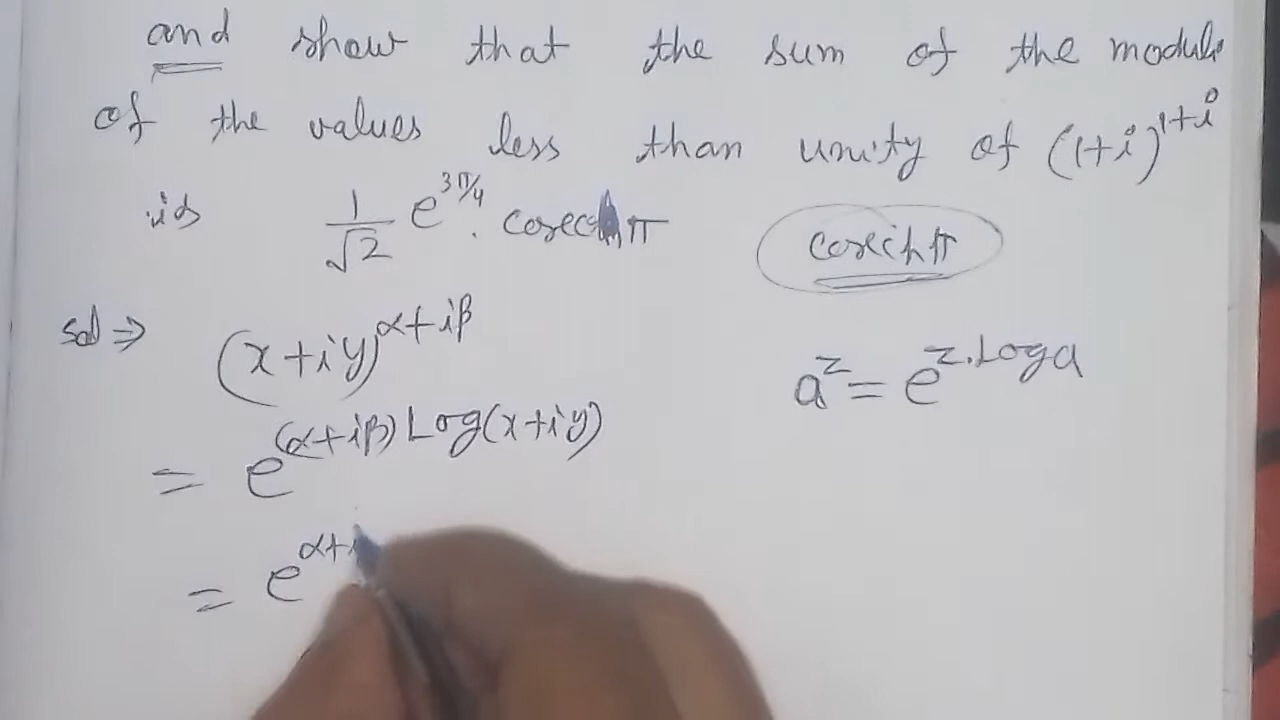 and show that the sum of the moduli
of the values less than unity of (1+i)^1+i
is 1/√2 e^3π/4 . cosech π
cosech π
Sol ⇒ (x+iy)^α+iβ
a^z = e^z.Log a
= e^(α+iβ) Log(x+iy)
= e^α+i